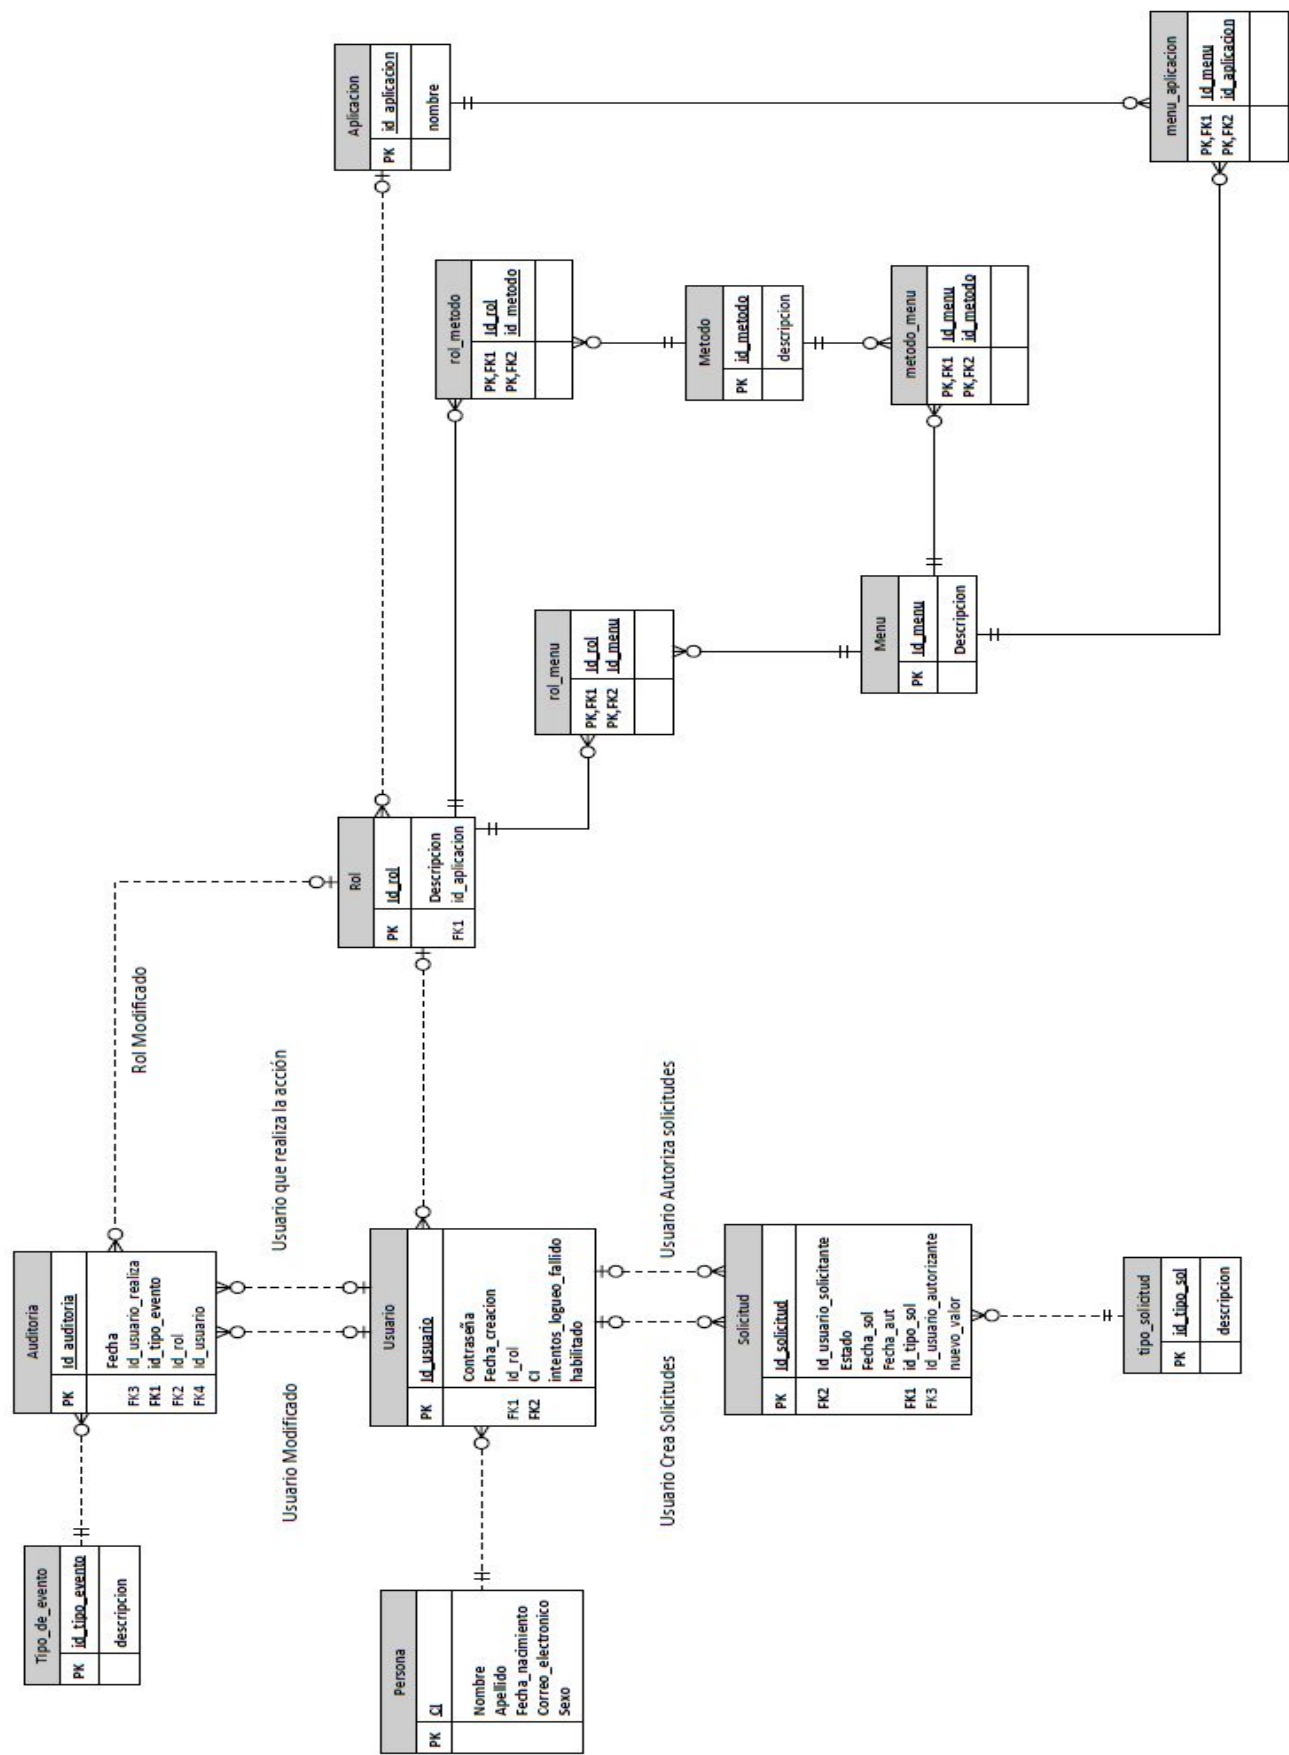 Tipo_de_evento
PK id_tipo_evento
descripcion
Auditoria
PK id_auditoria
Fecha
FK3 id_usuario_realiza
FK1 id_tipo_evento
FK2 id_rol
FK4 id_usuario
Rol Modificado
Usuario Modificado
Usuario que realiza la acción
Persona
PK CI
Nombre
Apellido
Fecha_nacimiento
Correo_electronico
Sexo
Usuario
PK Id_usuario
Contraseña
Fecha_creacion
FK1 id_rol
FK2 CI
intentos_logueo_fallido
habilitado
Rol
PK Id_rol
Descripcion
FK1 id_aplicacion
Aplicacion
PK id_aplicacion
nombre
rol_metodo
PK,FK1 Id_rol
PK,FK2 id_metodo
rol_menu
PK,FK1 Id_rol
PK,FK2 Id_menu
Usuario Crea Solicitudes
Usuario Autoriza solicitudes
Metodo
PK id_metodo
descripcion
Solicitud
PK Id_solicitud
FK2 Id_usuario_solicitante
Estado
Fecha_sol
Fecha_aut
FK1 id_tipo_sol
FK3 id_usuario_autorizante
nuevo_valor
Menu
PK Id_menu
Descripcion
metodo_menu
PK,FK1 Id_menu
PK,FK2 id_metodo
tipo_solicitud
PK id_tipo_sol
descripcion
menu_aplicacion
PK,FK1 Id_menu
PK,FK2 id_aplicacion